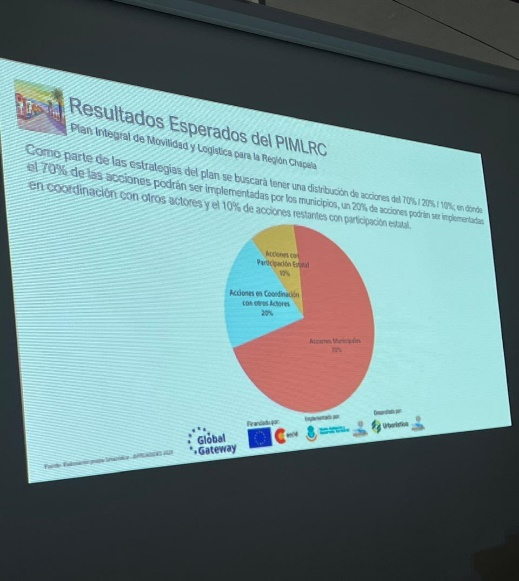 Resultados Esperados del PIMLRC
Plan Integral de Movilidad y Logística para la Región Chapala
Como parte de las estrategias del plan se buscará tener una distribución de acciones del 70% / 20% / 10%, en donde
el 70% de las acciones podrán ser implementadas por los municipios, un 20% de acciones podrán ser implementadas
en coordinación con otros actores y el 10% de acciones restantes con participación estatal.
Acciones con
Participación Estatal
10%
Acciones en Coordinación
con otros Actores
20%
Acciones Municipales
70%
Financiado por:
Implementado por:
Desarrollado por:
Global
Gateway
Urbanística